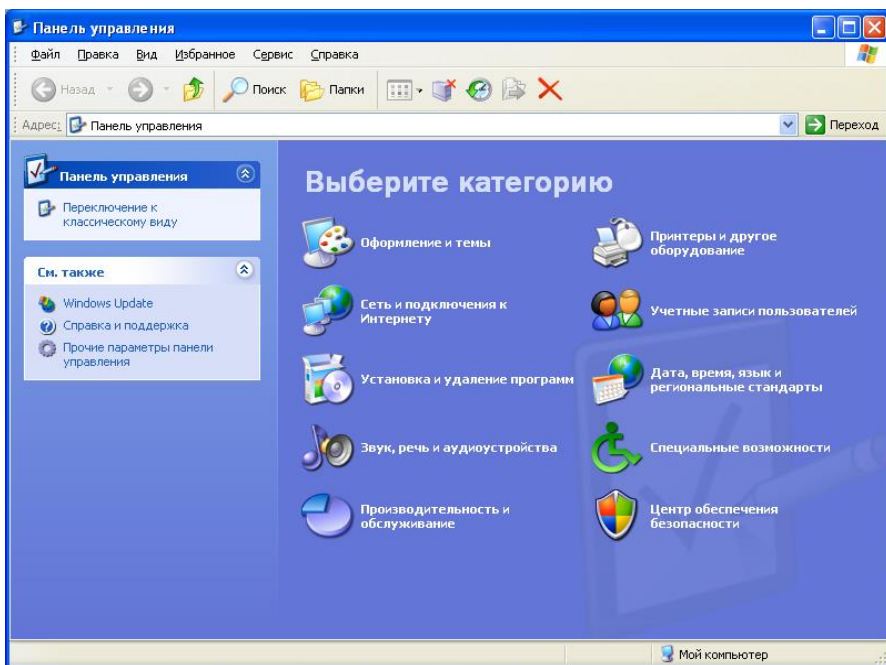 Панель управления
Файл Правка Вид Избранное Сервис Справка
Назад Поиск Папки
Адрес: Панель управления Переход
Панель управления
Переключение к
классическому виду
См. также
Windows Update
Справка и поддержка
Прочие параметры панели
управления
Выберите категорию
Оформление и темы
Принтеры и другое
оборудование
Сеть и подключения к
Интернету
Учетные записи пользователей
Установка и удаление программ
Дата, время, язык и
региональные стандарты
Звук, речь и аудиоустройства
Специальные возможности
Производительность и
обслуживание
Центр обеспечения
безопасности
Мой компьютер